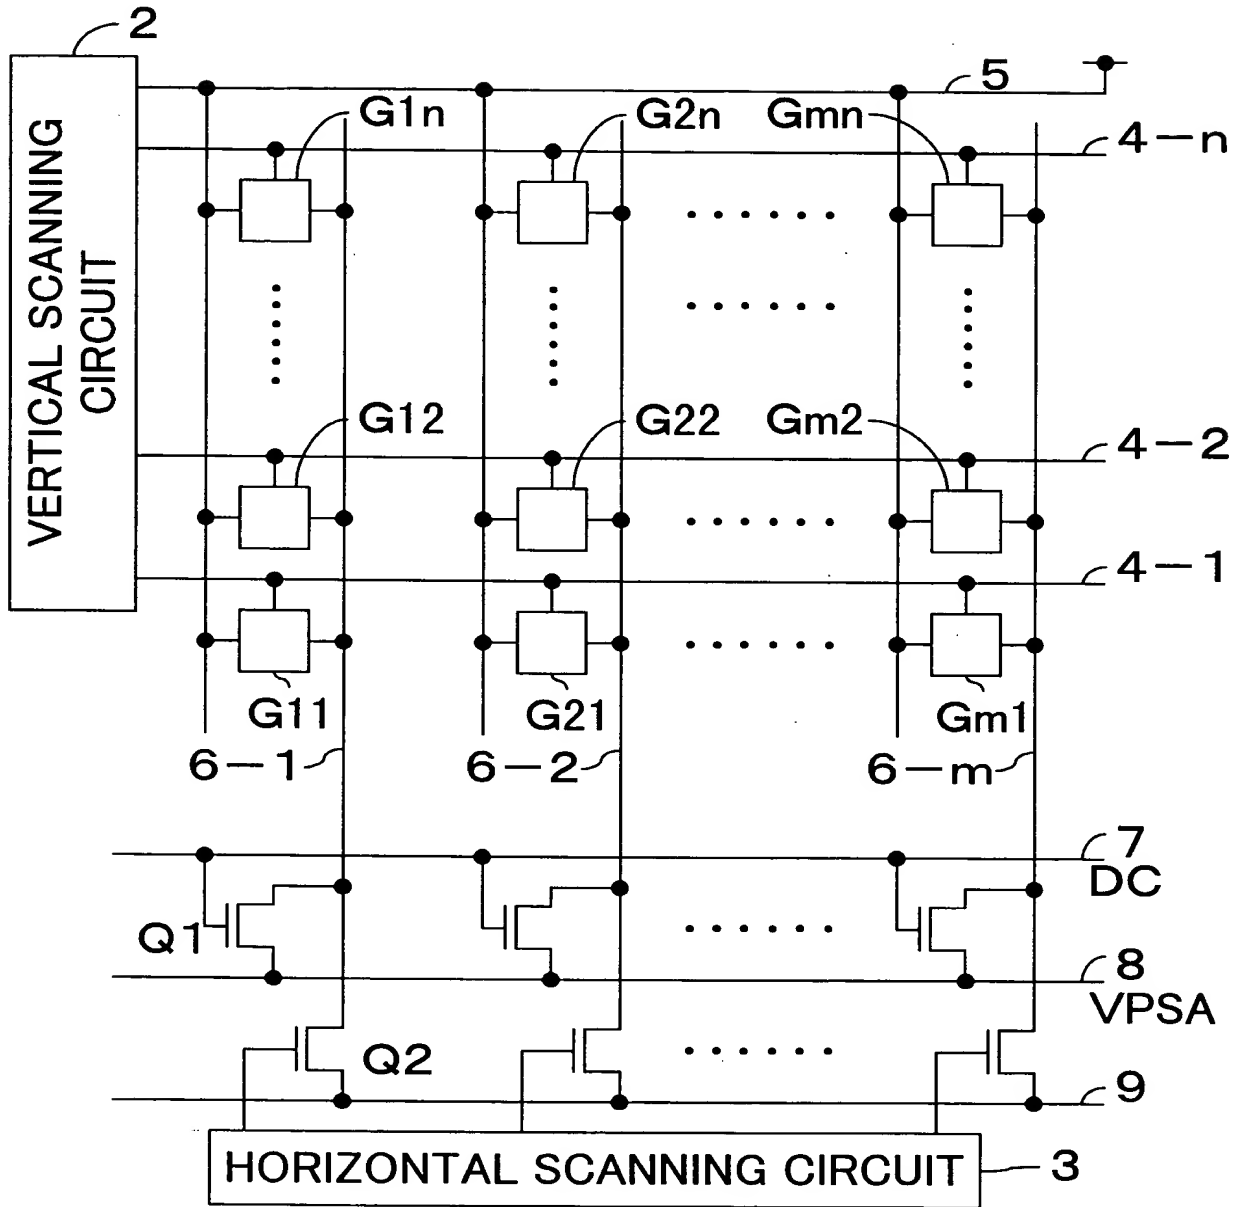 2
5
G1n
G2n
Gmn
4-n
VERTICAL SCANNING
CIRCUIT
G12
G22
Gm2
4-2
4-1
G11
G21
Gm1
6-1
6-2
6-m
7
DC
Q1
8
VPSA
Q2
9
HORIZONTAL SCANNING CIRCUIT
3